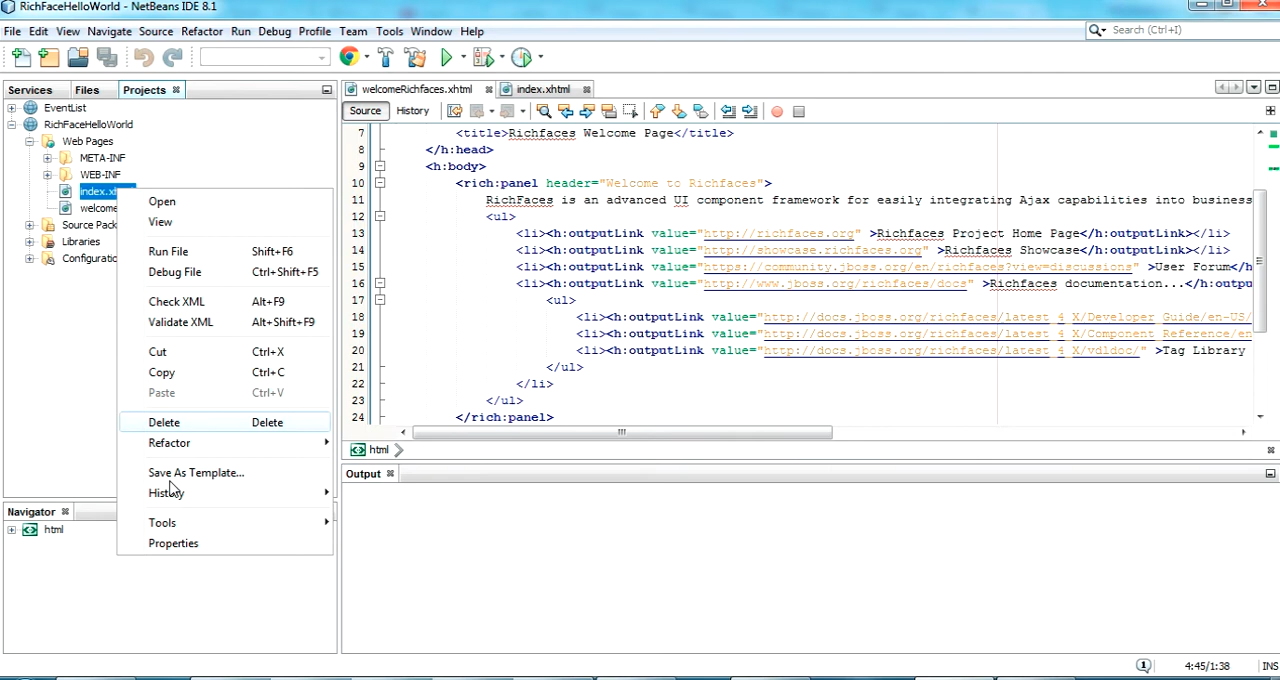 RichFaceHelloWorld - NetBeans IDE 8.1
File Edit View Navigate Source Refactor Run Debug Profile Team Tools Window Help
Search (Ctrl+I)
Services Files Projects
EventList
RichFaceHelloWorld
Web Pages
META-INF
WEB-INF
index.xh
welcome
Source Pack
Libraries
Configuratio
Open
View
Run File Shift+F6
Debug File Ctrl+Shift+F5
Check XML Alt+F9
Validate XML Alt+Shift+F9
Cut Ctrl+X
Copy Ctrl+C
Paste Ctrl+V
Delete Delete
Refactor
Save As Template...
History
Tools
Properties
Navigator
html
welcomeRichfaces.xhtml index.xhtml
Source History
7 <title>Richfaces Welcome Page</title>
8 </h:head>
9 <h:body>
10 <rich:panel header="Welcome to Richfaces">
11 RichFaces is an advanced UI component framework for easily integrating Ajax capabilities into business
12 <ul>
13 <li><h:outputLink value="http://richfaces.org" >Richfaces Project Home Page</h:outputLink></li>
14 <li><h:outputLink value="http://showcase.richfaces.org" >Richfaces Showcase</h:outputLink></li>
15 <li><h:outputLink value="https://community.jboss.org/en/richfaces?view=discussions" >User Forum</h
16 <li><h:outputLink value="http://www.jboss.org/richfaces/docs" >Richfaces documentation...</h:outpu
17 <ul>
18 <li><h:outputLink value="http://docs.jboss.org/richfaces/latest_4_X/Developer_Guide/en-US/
19 <li><h:outputLink value="http://docs.jboss.org/richfaces/latest_4_X/Component_Reference/en
20 <li><h:outputLink value="http://docs.jboss.org/richfaces/latest_4_X/vdldoc/" >Tag Library
21 </ul>
22 </li>
23 </ul>
24 </rich:panel>
html
Output
1 4:45/1:38 INS